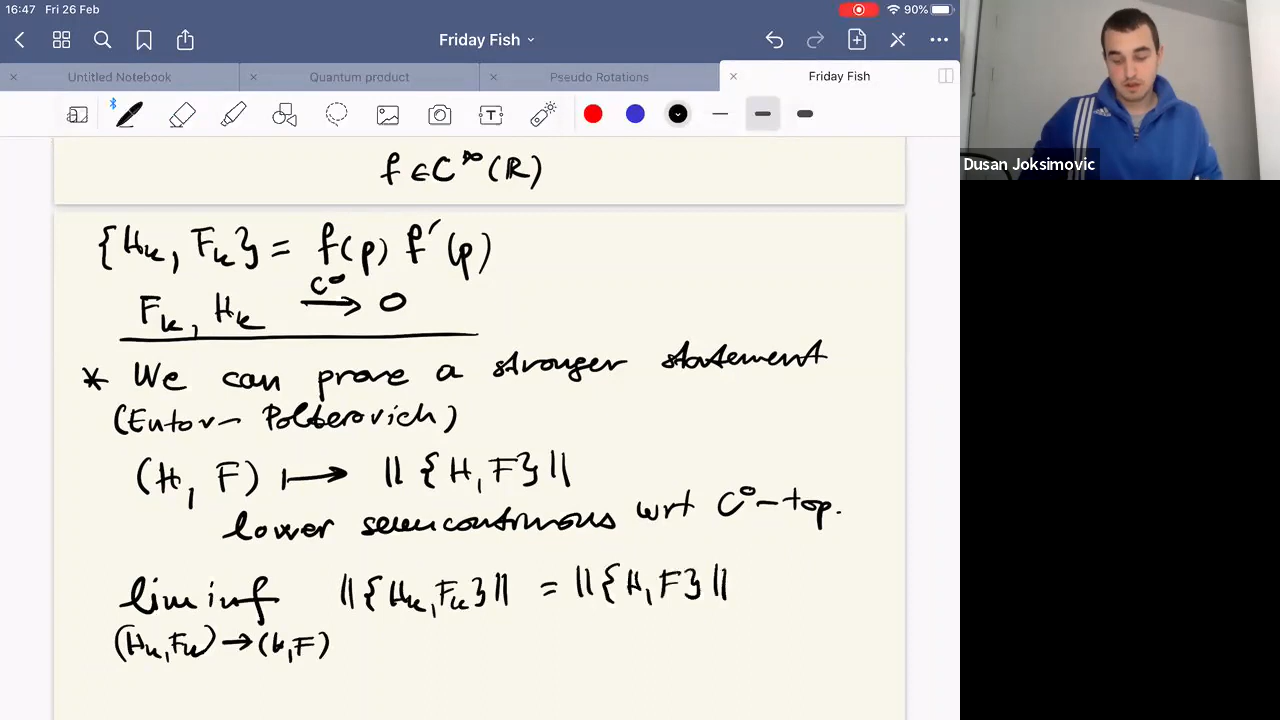 16:47 Fri 26 Feb
90%
Friday Fish
Untitled Notebook
Quantum product
Pseudo Rotations
Friday Fish
T
Dusan Joksimovic
f ∈ C^∞(R)
{H_k, F_k} = f(p) f′(p)
F_k, H_k —C⁰→ 0
* We can prove a stronger statement
(Entov – Polterovich)
(H, F) ↦ || {H, F} ||
lower semicontinuous wrt C⁰-top.
lim inf || {H_k, F_k} || = || {H, F} ||
(H_k, F_k) → (H, F)